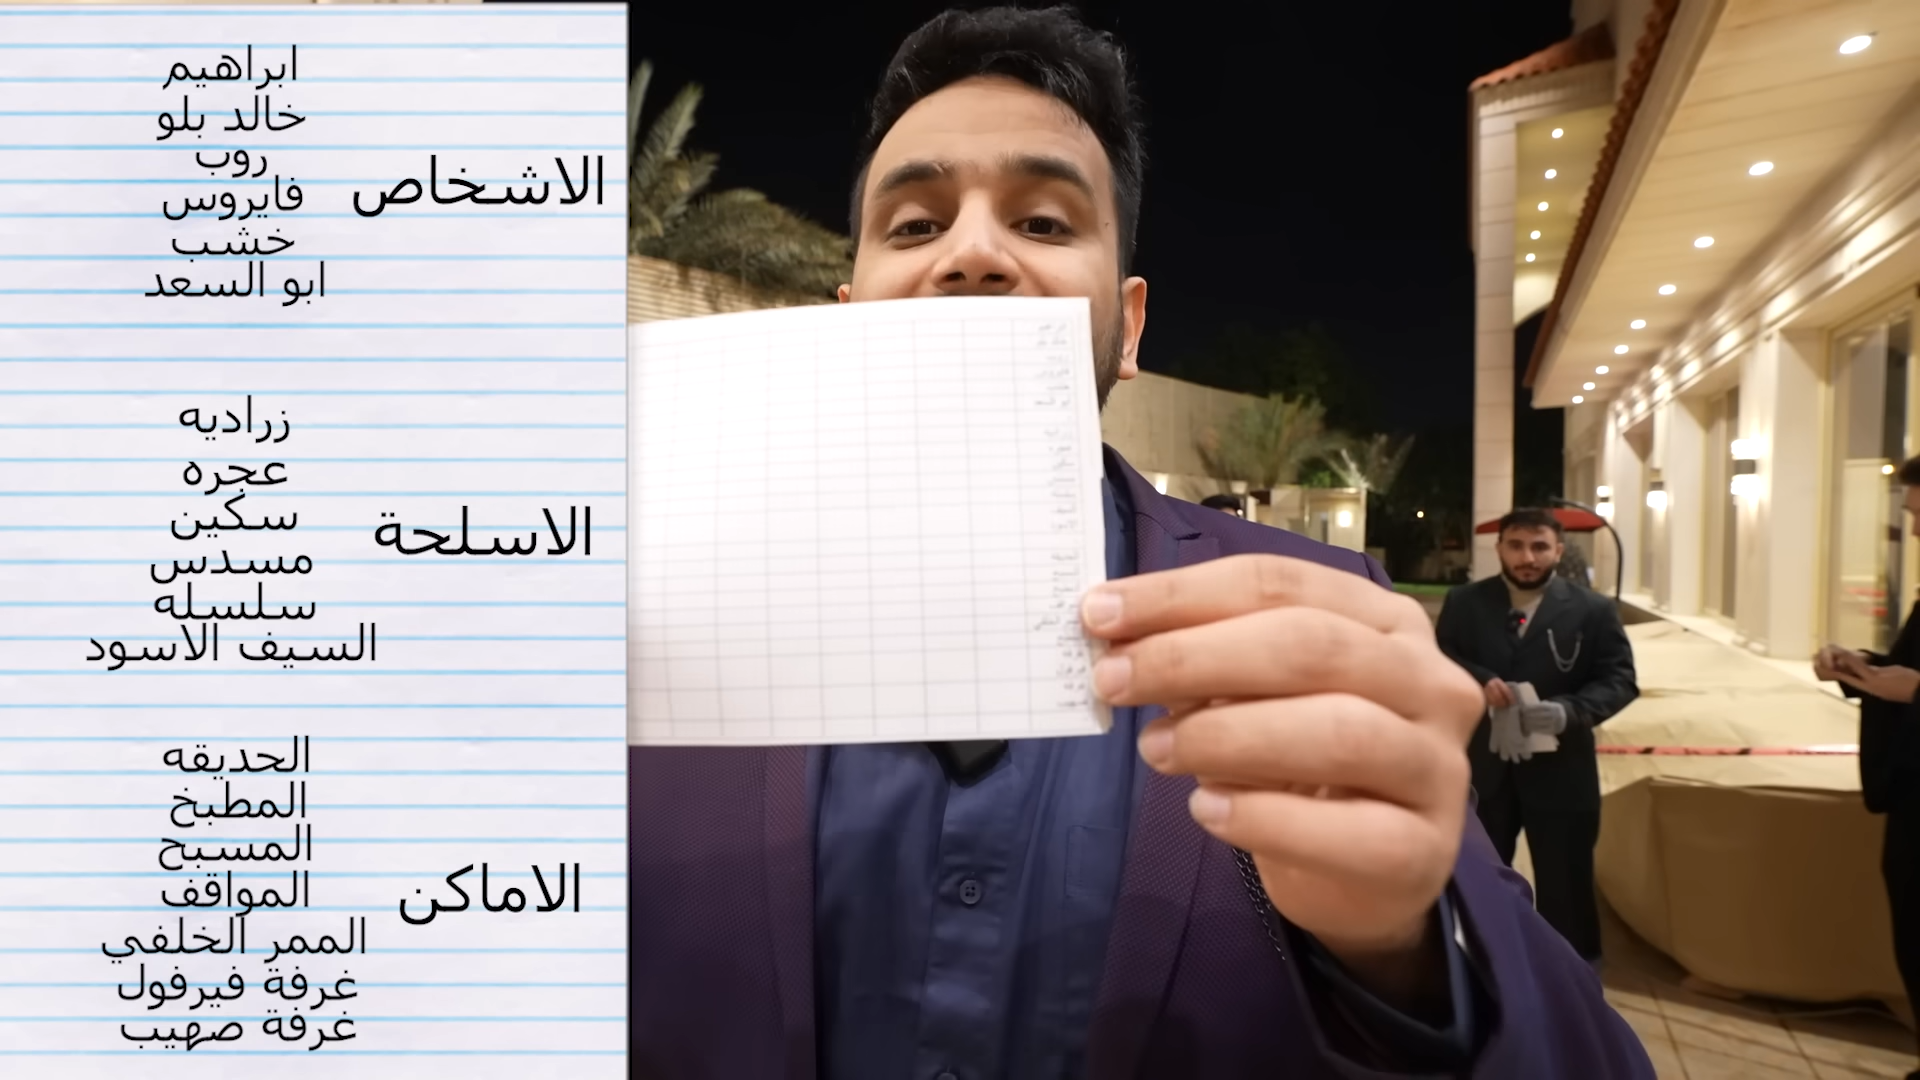 الاشخاص
ابراهيم
خالد بلو
روب
فايروس
خشب
ابو السعد
الاسلحة
زراديه
عجره
سكين
مسدس
سلسله
السيف الاسود
الاماكن
الحديقه
المطبخ
المسبح
المواقف
الممر الخلفي
غرفة فيرفول
غرفة صهيب